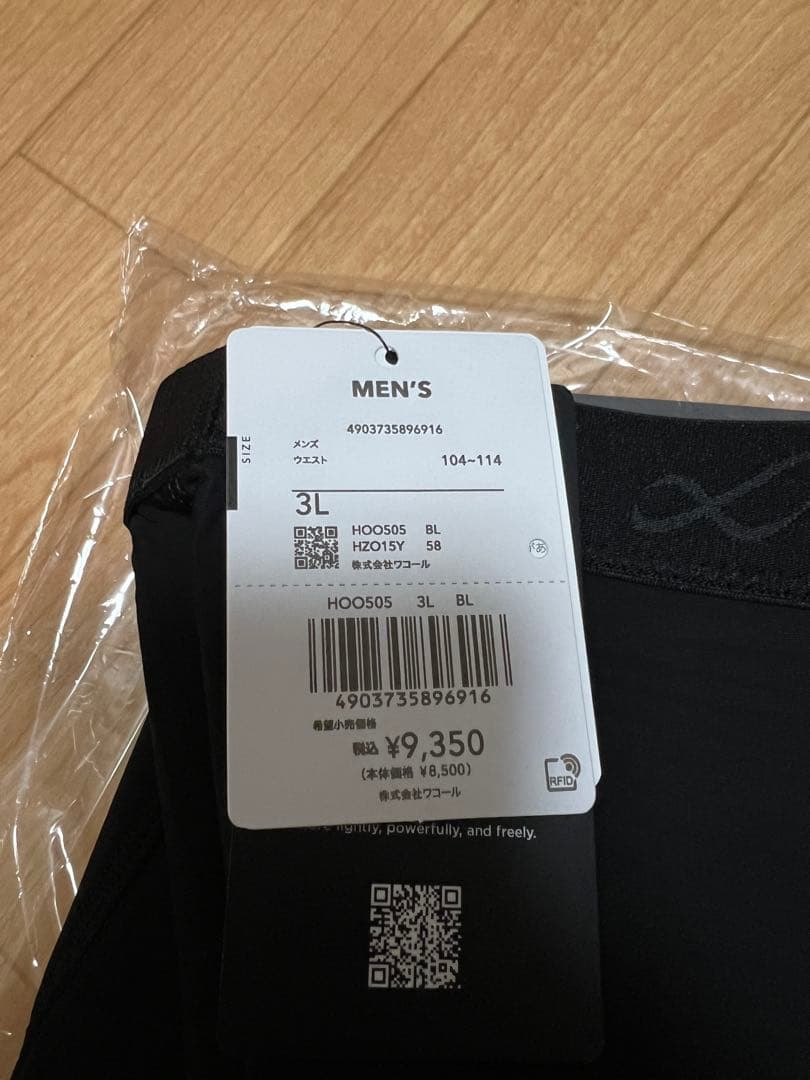 MEN'S
4903735896916
SIZE
メンズ
ウエスト 104~114
3L
HOO505 BL
HZO15Y 58
株式会社ワコール
HOO505 3L BL
4903735896916
希望小売価格
税込 ¥9,350
(本体価格 ¥8,500)
株式会社ワコール
RFID
lightly, powerfully, and freely.